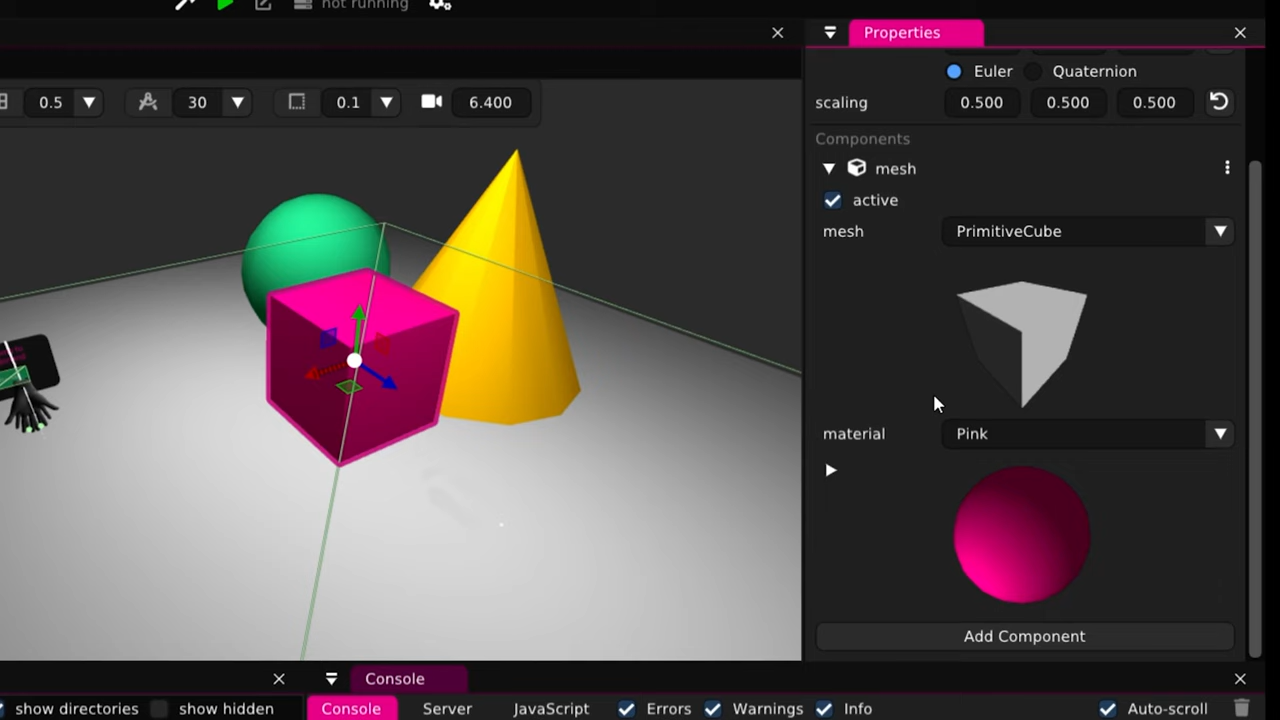 not running
Properties
Euler Quaternion
0.5 30 0.1 6.400
scaling 0.500 0.500 0.500
Components
mesh
active
mesh PrimitiveCube
material Pink
Add Component
Console
show directories show hidden Console Server JavaScript Errors Warnings Info Auto-scroll